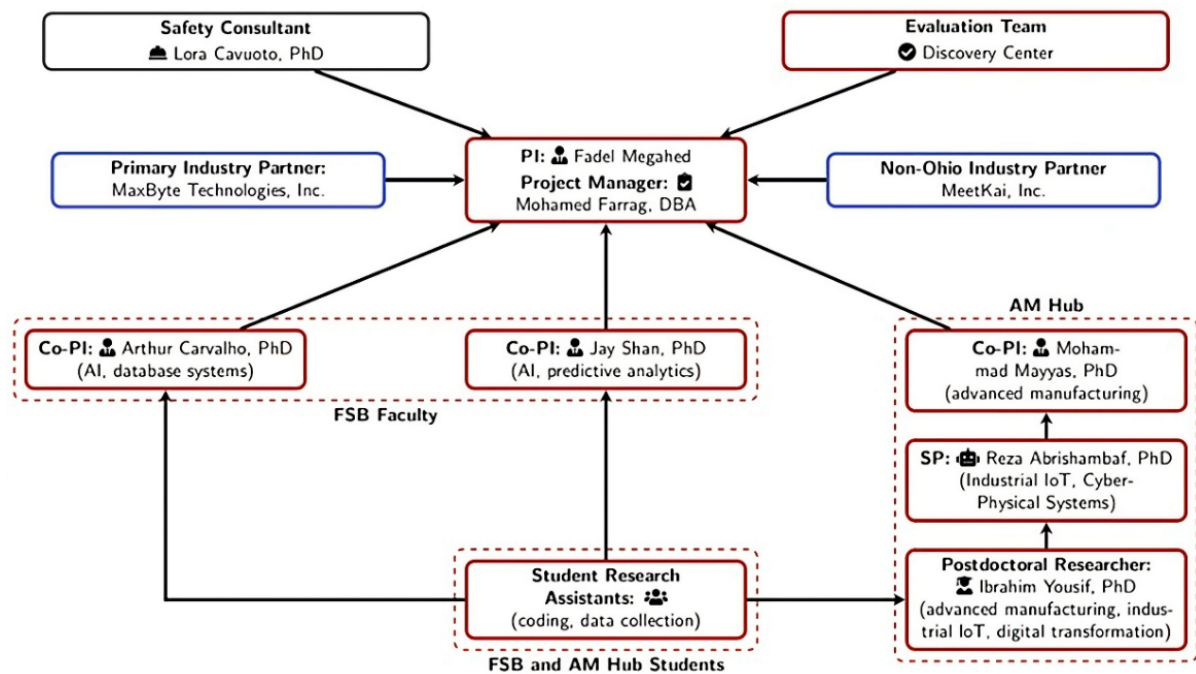 Safety Consultant
Lora Cavuoto, PhD
Evaluation Team
Discovery Center
PI: Fadel Megahed
Project Manager:
Mohamed Farrag, DBA
Primary Industry Partner:
MaxByte Technologies, Inc.
Non-Ohio Industry Partner
MeetKai, Inc.
AM Hub
Co-PI: Arthur Carvalho, PhD
(AI, database systems)
Co-PI: Jay Shan, PhD
(AI, predictive analytics)
FSB Faculty
Co-PI: Moham-
mad Mayyas, PhD
(advanced manufacturing)
SP: Reza Abrishambaf, PhD
(Industrial IoT, Cyber-
Physical Systems)
Postdoctoral Researcher:
Ibrahim Yousif, PhD
(advanced manufacturing, indus-
trial IoT, digital transformation)
Student Research
Assistants:
(coding, data collection)
FSB and AM Hub Students